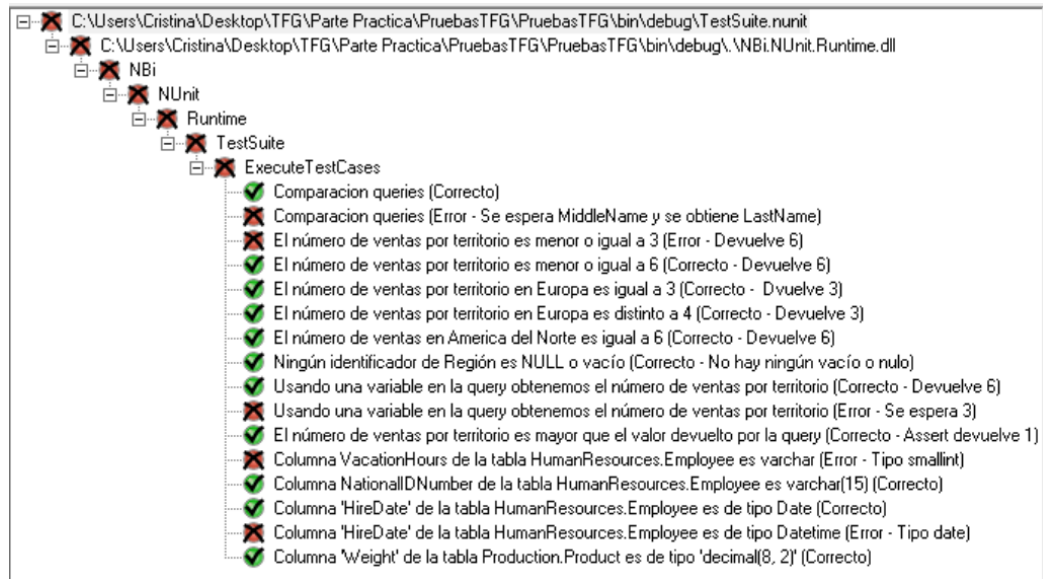 C:\Users\Cristina\Desktop\TFG\Parte Practica\PruebasTFG\PruebasTFG\bin\debug\TestSuite.nunit
C:\Users\Cristina\Desktop\TFG\Parte Practica\PruebasTFG\PruebasTFG\bin\debug\.\NBi.NUnit.Runtime.dll
NBi
NUnit
Runtime
TestSuite
ExecuteTestCases
Comparacion queries (Correcto)
Comparacion queries (Error - Se espera MiddleName y se obtiene LastName)
El número de ventas por territorio es menor o igual a 3 (Error - Devuelve 6)
El número de ventas por territorio es menor o igual a 6 (Correcto - Devuelve 6)
El número de ventas por territorio en Europa es igual a 3 (Correcto - Dvuelve 3)
El número de ventas por territorio en Europa es distinto a 4 (Correcto - Devuelve 3)
El número de ventas en America del Norte es igual a 6 (Correcto - Devuelve 6)
Ningún identificador de Región es NULL o vacío (Correcto - No hay ningún vacío o nulo)
Usando una variable en la query obtenemos el número de ventas por territorio (Correcto - Devuelve 6)
Usando una variable en la query obtenemos el número de ventas por territorio (Error - Se espera 3)
El número de ventas por territorio es mayor que el valor devuelto por la query (Correcto - Assert devuelve 1)
Columna VacationHours de la tabla HumanResources.Employee es varchar (Error - Tipo smallint)
Columna NationalIDNumber de la tabla HumanResources.Employee es varchar(15) (Correcto)
Columna 'HireDate' de la tabla HumanResources.Employee es de tipo Date (Correcto)
Columna 'HireDate' de la tabla HumanResources.Employee es de tipo Datetime (Error - Tipo date)
Columna 'Weight' de la tabla Production.Product es de tipo 'decimal(8, 2)' (Correcto)